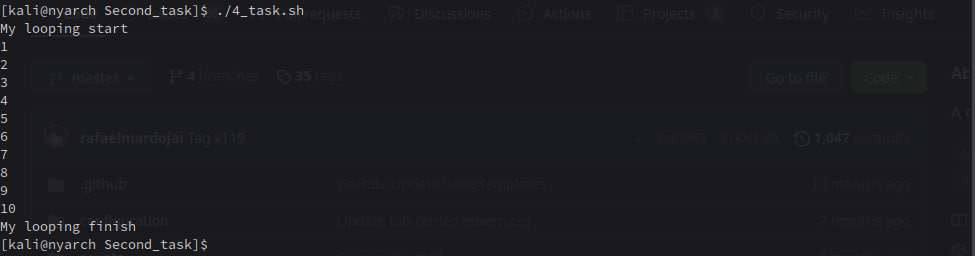 [kali@nyarch Second_task]$ ./4_task.sh
requests
Discussions
Actions
Projects 2
Security
Insights
My looping start
1
2
3
4
5
6
7
8
9
10
My looping finish
[kali@nyarch Second_task]$
master
4 branches
35 tags
Go to file
Code
Ab
rafaelmardojai Tag v119
on Oct 26
1,047 commits
A c
.github
GitHub: Update issue templates
10 months ago
configuration
Update tab-center-reborn.css
7 months ago